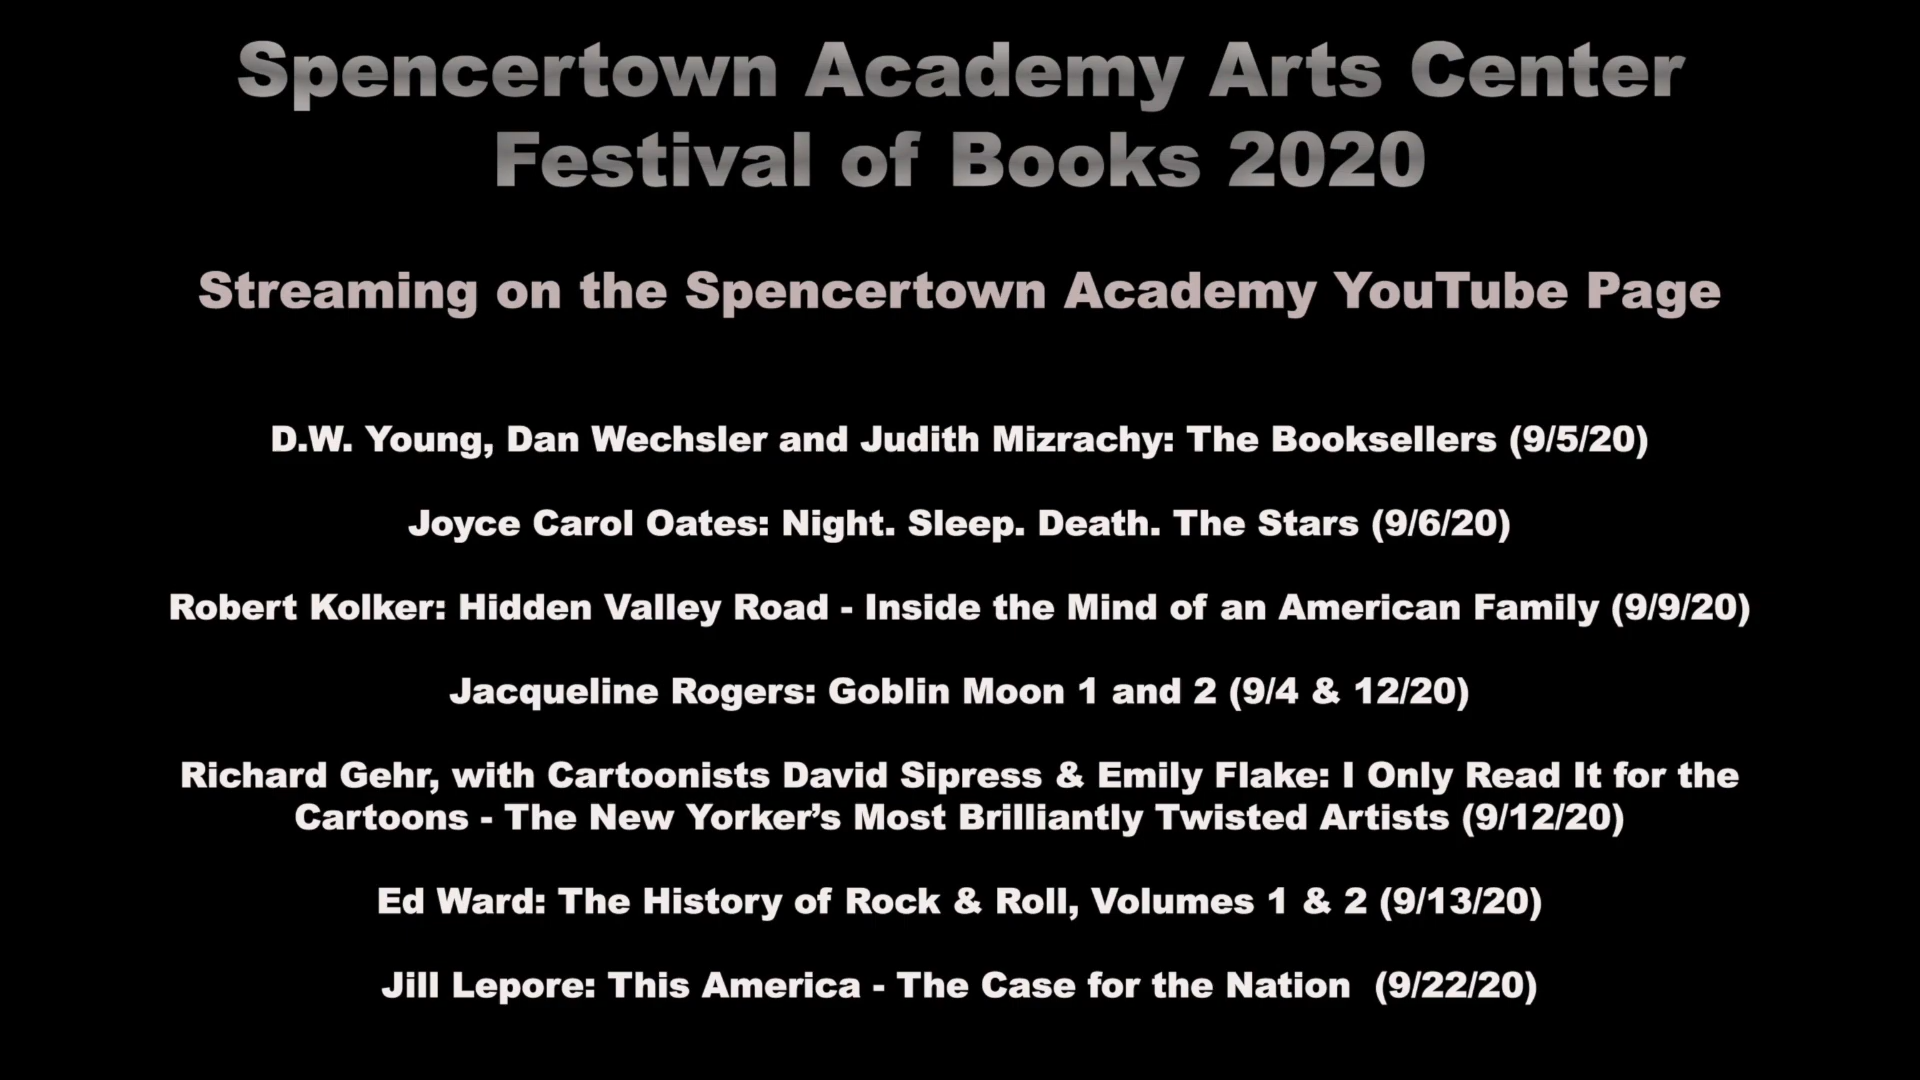 Spencertown Academy Arts Center
Festival of Books 2020
Streaming on the Spencertown Academy YouTube Page
D.W. Young, Dan Wechsler and Judith Mizrachy: The Booksellers (9/5/20)
Joyce Carol Oates: Night. Sleep. Death. The Stars (9/6/20)
Robert Kolker: Hidden Valley Road - Inside the Mind of an American Family (9/9/20)
Jacqueline Rogers: Goblin Moon 1 and 2 (9/4 & 12/20)
Richard Gehr, with Cartoonists David Sipress & Emily Flake: I Only Read It for the
Cartoons - The New Yorker’s Most Brilliantly Twisted Artists (9/12/20)
Ed Ward: The History of Rock & Roll, Volumes 1 & 2 (9/13/20)
Jill Lepore: This America - The Case for the Nation  (9/22/20)